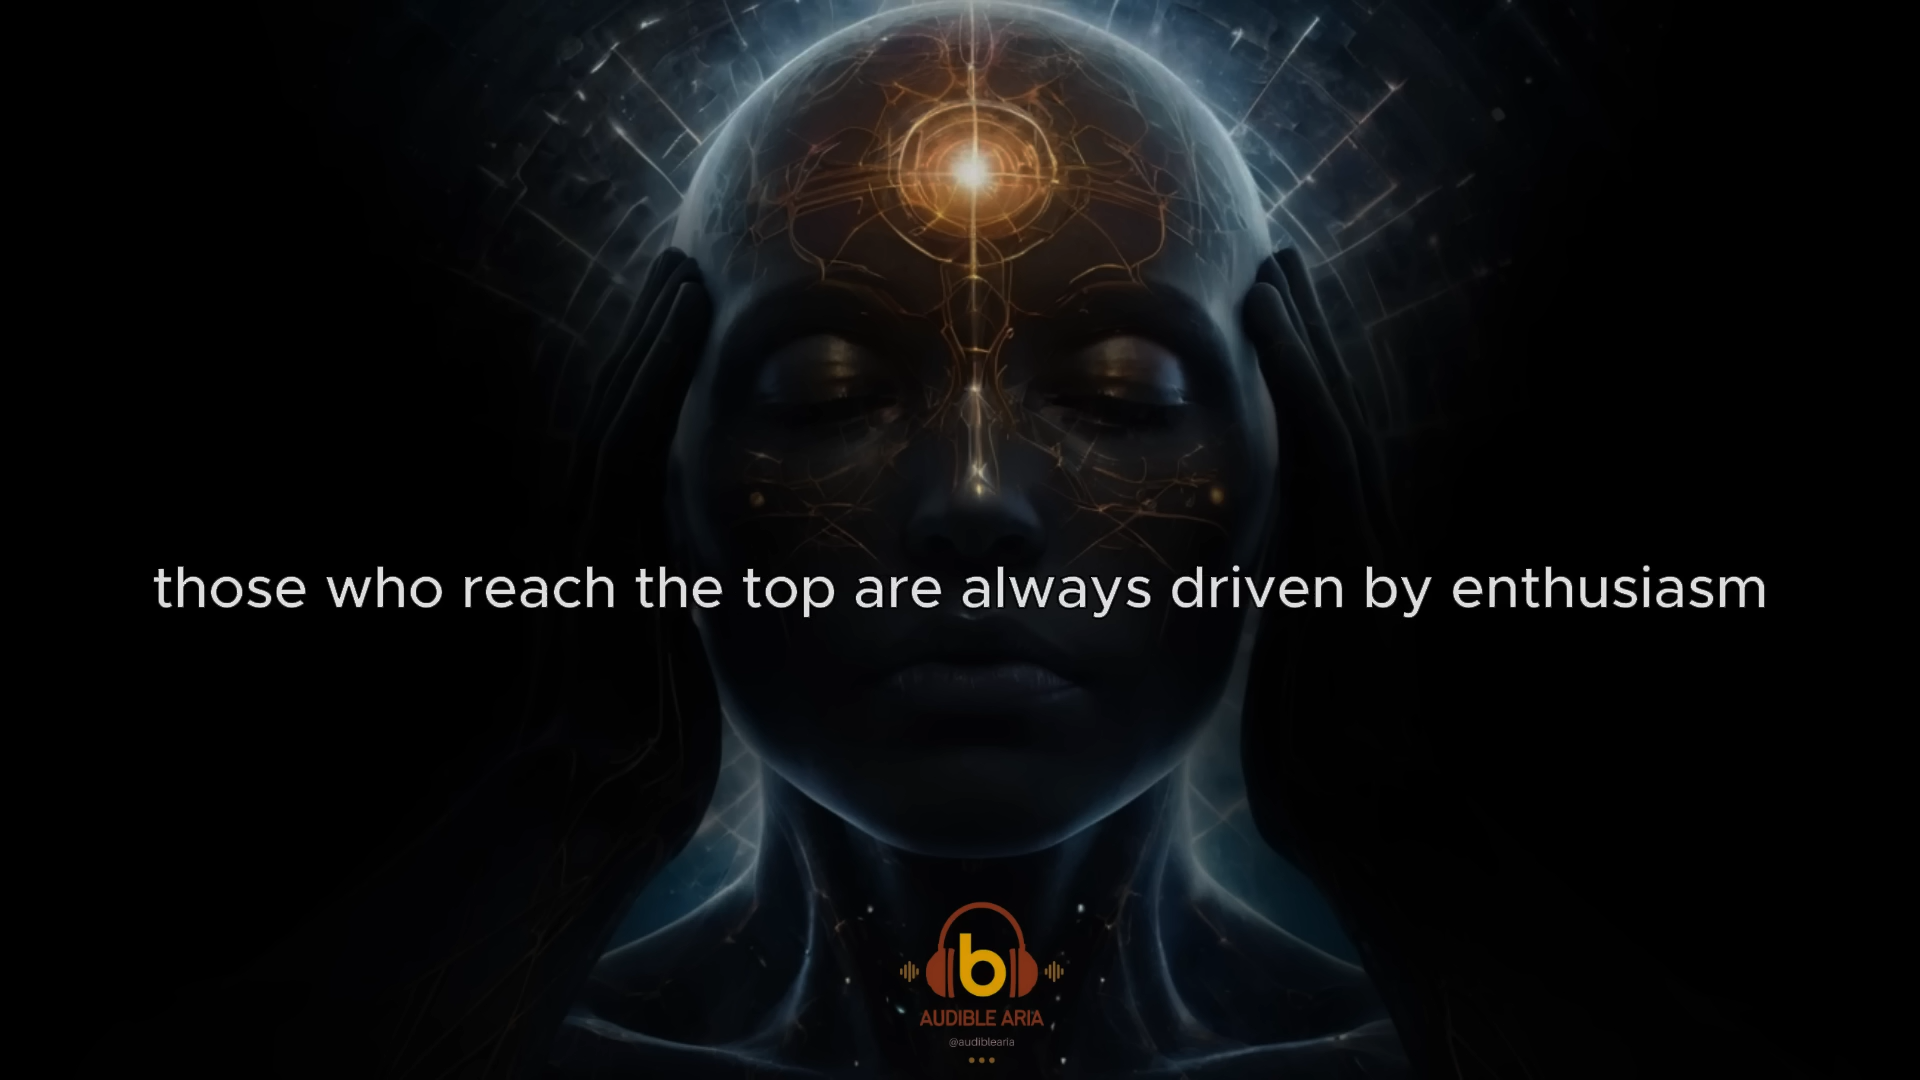 those who reach the top are always driven by enthusiasm
b
AUDIBLE ARIA
@audiblearia